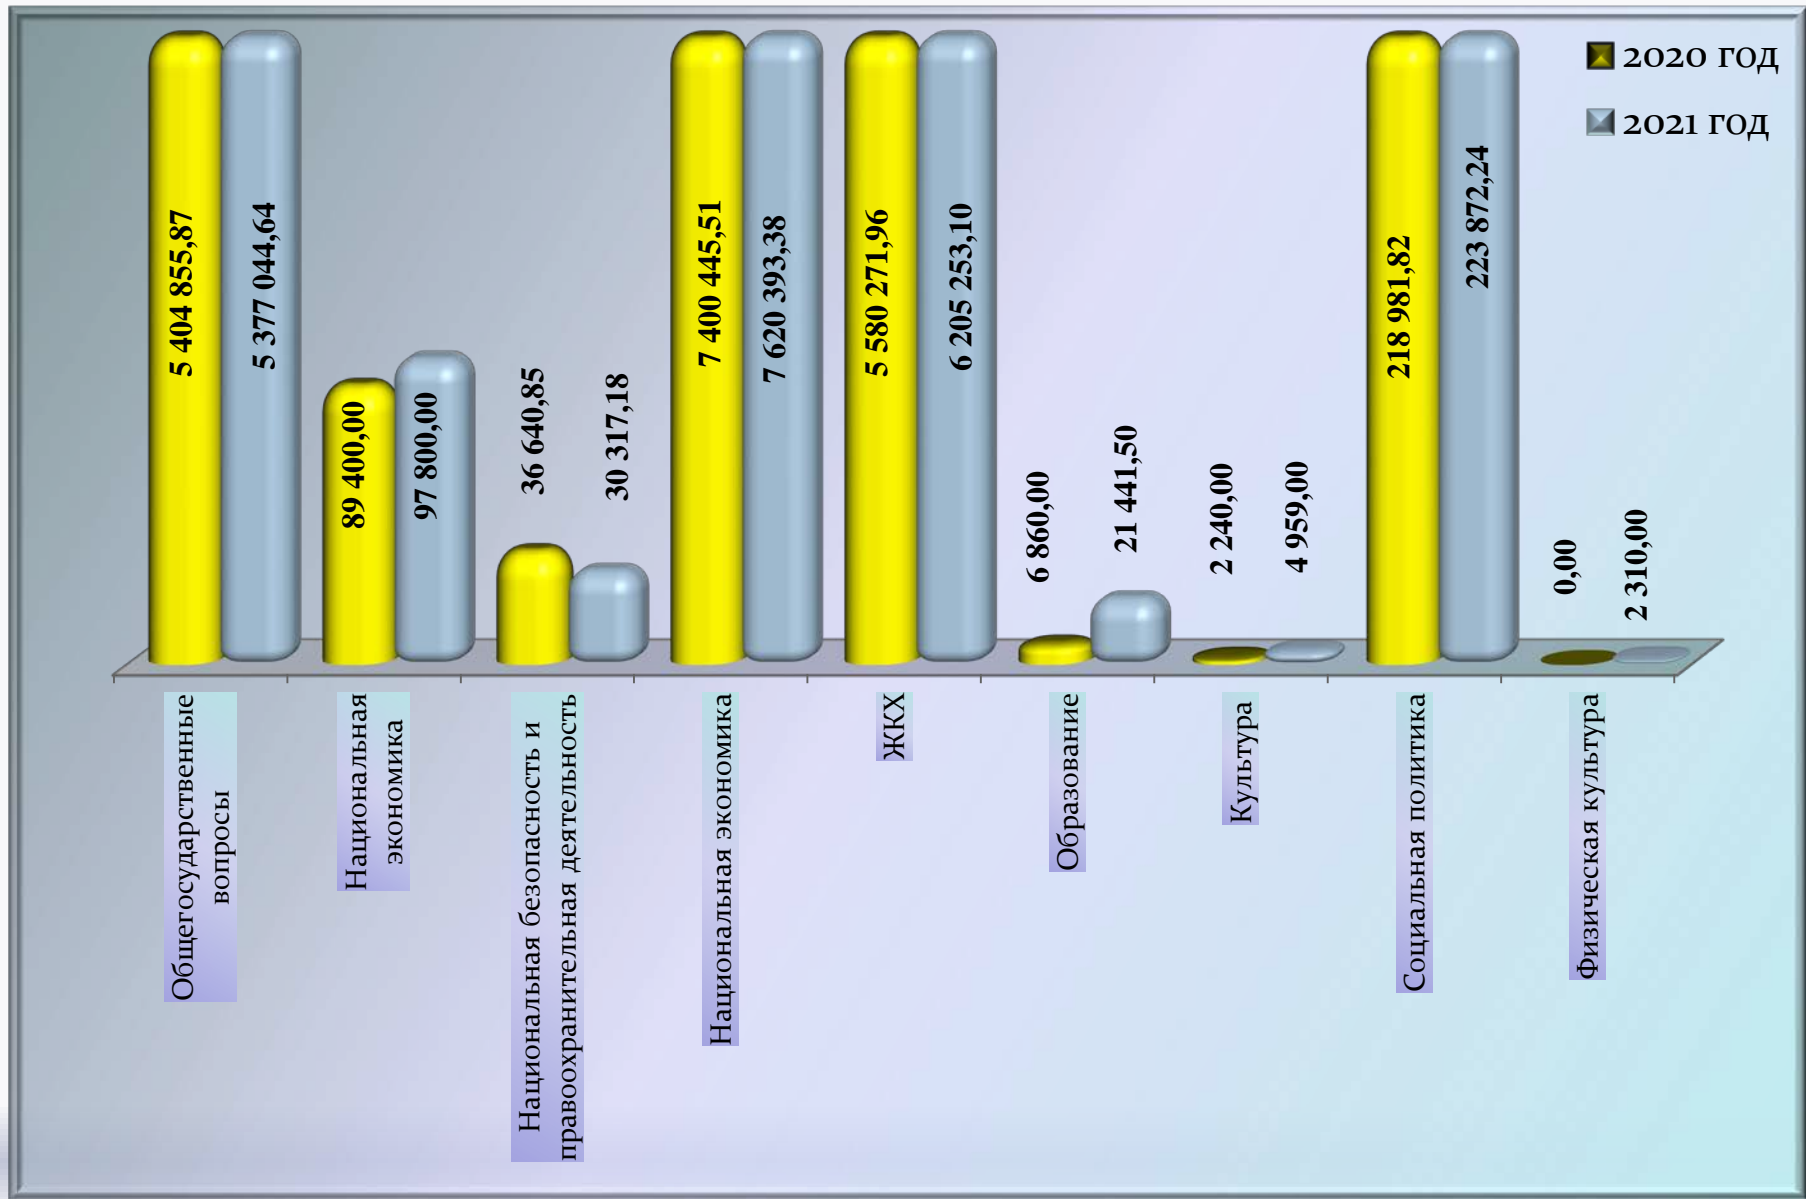 2020 год
2021 год
5 404 855,87
5 377 044,64
89 400,00
97 800,00
36 640,85
30 317,18
7 400 445,51
7 620 393,38
5 580 271,96
6 205 253,10
6 860,00
21 441,50
2 240,00
4 959,00
218 981,82
223 872,24
0,00
2 310,00
Общегосударственные
вопросы
Национальная
экономика
Национальная безопасность и
правоохранительная деятельность
Национальная экономика
ЖКХ
Образование
Культура
Социальная политика
Физическая культура